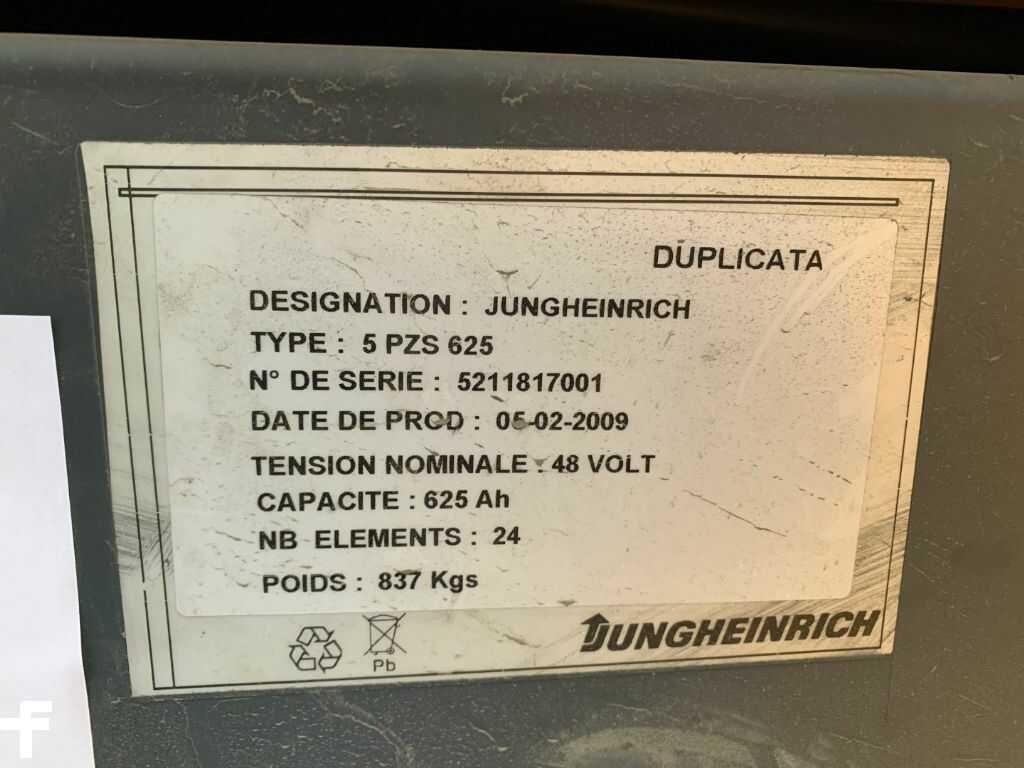 DUPLICATA
DESIGNATION : JUNGHEINRICH
TYPE : 5 PZS 625
N° DE SERIE : 5211817001
DATE DE PROD : 05-02-2009
TENSION NOMINALE : 48 VOLT
CAPACITE : 625 Ah
NB ELEMENTS : 24
POIDS : 837 Kgs
Pb
JUNGHEINRICH
f